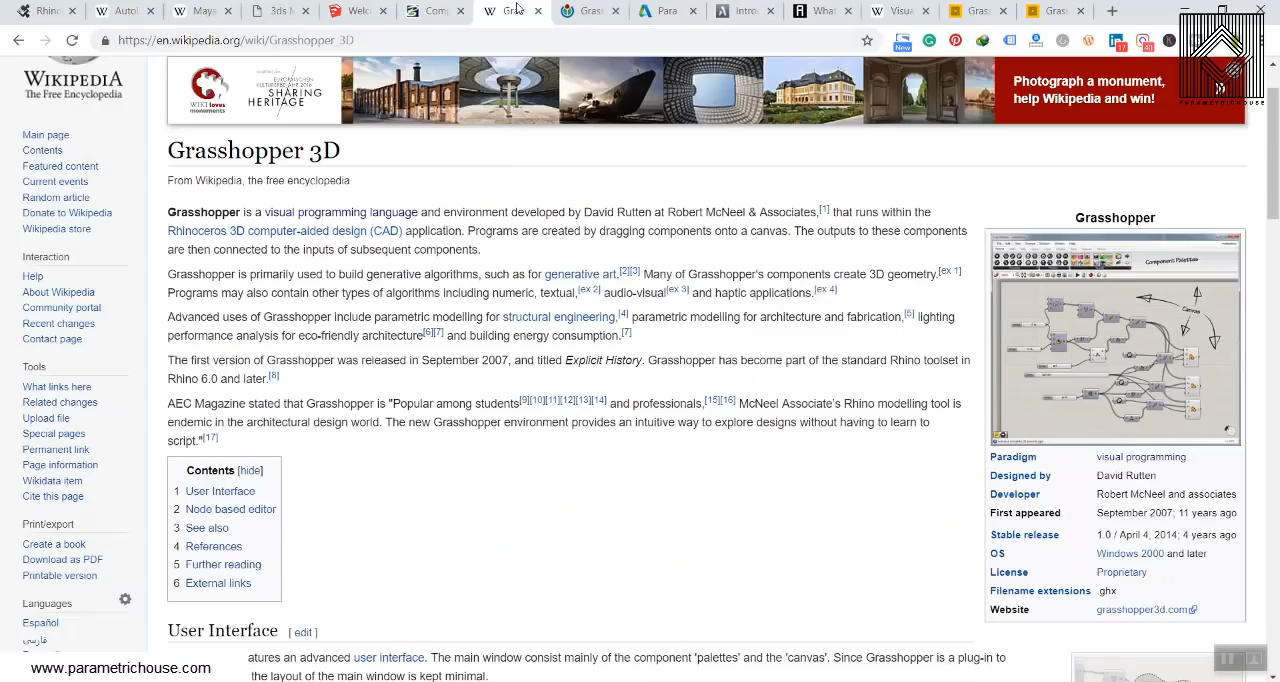 Rhino
Autod
Maya
3ds M
Welc
Comp
Gras
Grass
Para
Intro
What
Visua
Grass
Grass
https://en.wikipedia.org/wiki/Grasshopper_3D
New
17
40
PARAMETRICHOUSE
WIKIPEDIA
The Free Encyclopedia
WIKI loves monuments
SHARING
HERITAGE
Photograph a monument,
help Wikipedia and win!
Main page
Contents
Featured content
Current events
Random article
Donate to Wikipedia
Wikipedia store
Interaction
Help
About Wikipedia
Community portal
Recent changes
Contact page
Tools
What links here
Related changes
Upload file
Special pages
Permanent link
Page information
Wikidata item
Cite this page
Print/export
Create a book
Download as PDF
Printable version
Languages
Español
فارسی
Grasshopper 3D
From Wikipedia, the free encyclopedia
Grasshopper is a visual programming language and environment developed by David Rutten at Robert McNeel & Associates,[1] that runs within the
Rhinoceros 3D computer-aided design (CAD) application. Programs are created by dragging components onto a canvas. The outputs to these components
are then connected to the inputs of subsequent components.
Grasshopper is primarily used to build generative algorithms, such as for generative art.[2][3] Many of Grasshopper's components create 3D geometry.[ex 1]
Programs may also contain other types of algorithms including numeric, textual,[ex 2] audio-visual[ex 3] and haptic applications.[ex 4]
Advanced uses of Grasshopper include parametric modelling for structural engineering,[4] parametric modelling for architecture and fabrication,[5] lighting
performance analysis for eco-friendly architecture[6][7] and building energy consumption.[7]
The first version of Grasshopper was released in September 2007, and titled Explicit History. Grasshopper has become part of the standard Rhino toolset in
Rhino 6.0 and later.[8]
AEC Magazine stated that Grasshopper is "Popular among students[9][10][11][12][13][14] and professionals,[15][16] McNeel Associate's Rhino modelling tool is
endemic in the architectural design world. The new Grasshopper environment provides an intuitive way to explore designs without having to learn to
script."[17]
Contents [hide]
1 User Interface
2 Node based editor
3 See also
4 References
5 Further reading
6 External links
User Interface [ edit ]
atures an advanced user interface. The main window consist mainly of the component 'palettes' and the 'canvas'. Since Grasshopper is a plug-in to
the layout of the main window is kept minimal.
Grasshopper
Component Palettes
Canvas
Paradigm visual programming
Designed by David Rutten
Developer Robert McNeel and associates
First appeared September 2007; 11 years ago
Stable release 1.0 / April 4, 2014; 4 years ago
OS Windows 2000 and later
License Proprietary
Filename extensions .ghx
Website grasshopper3d.com
www.parametrichouse.com